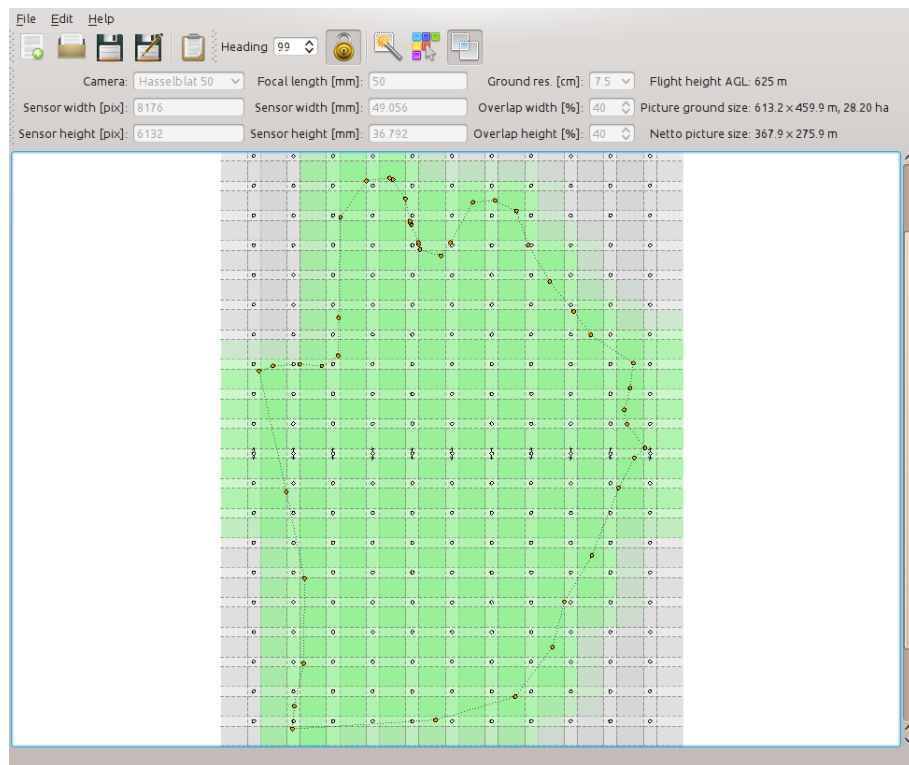 File Edit Help
Heading 99
Camera: Hasselblat 50 Focal length [mm]: 50 Ground res. [cm]: 7.5 Flight height AGL: 625 m
Sensor width [pix]: 8176 Sensor width [mm]: 49.056 Overlap width [%]: 40 Picture ground size: 613.2 × 459.9 m, 28.20 ha
Sensor height [pix]: 6132 Sensor height [mm]: 36.792 Overlap height [%]: 40 Netto picture size: 367.9 × 275.9 m